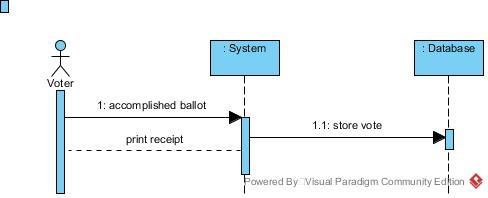 : System
: Database
Voter
1: accomplished ballot
1.1: store vote
print receipt
Powered By Visual Paradigm Community Edition